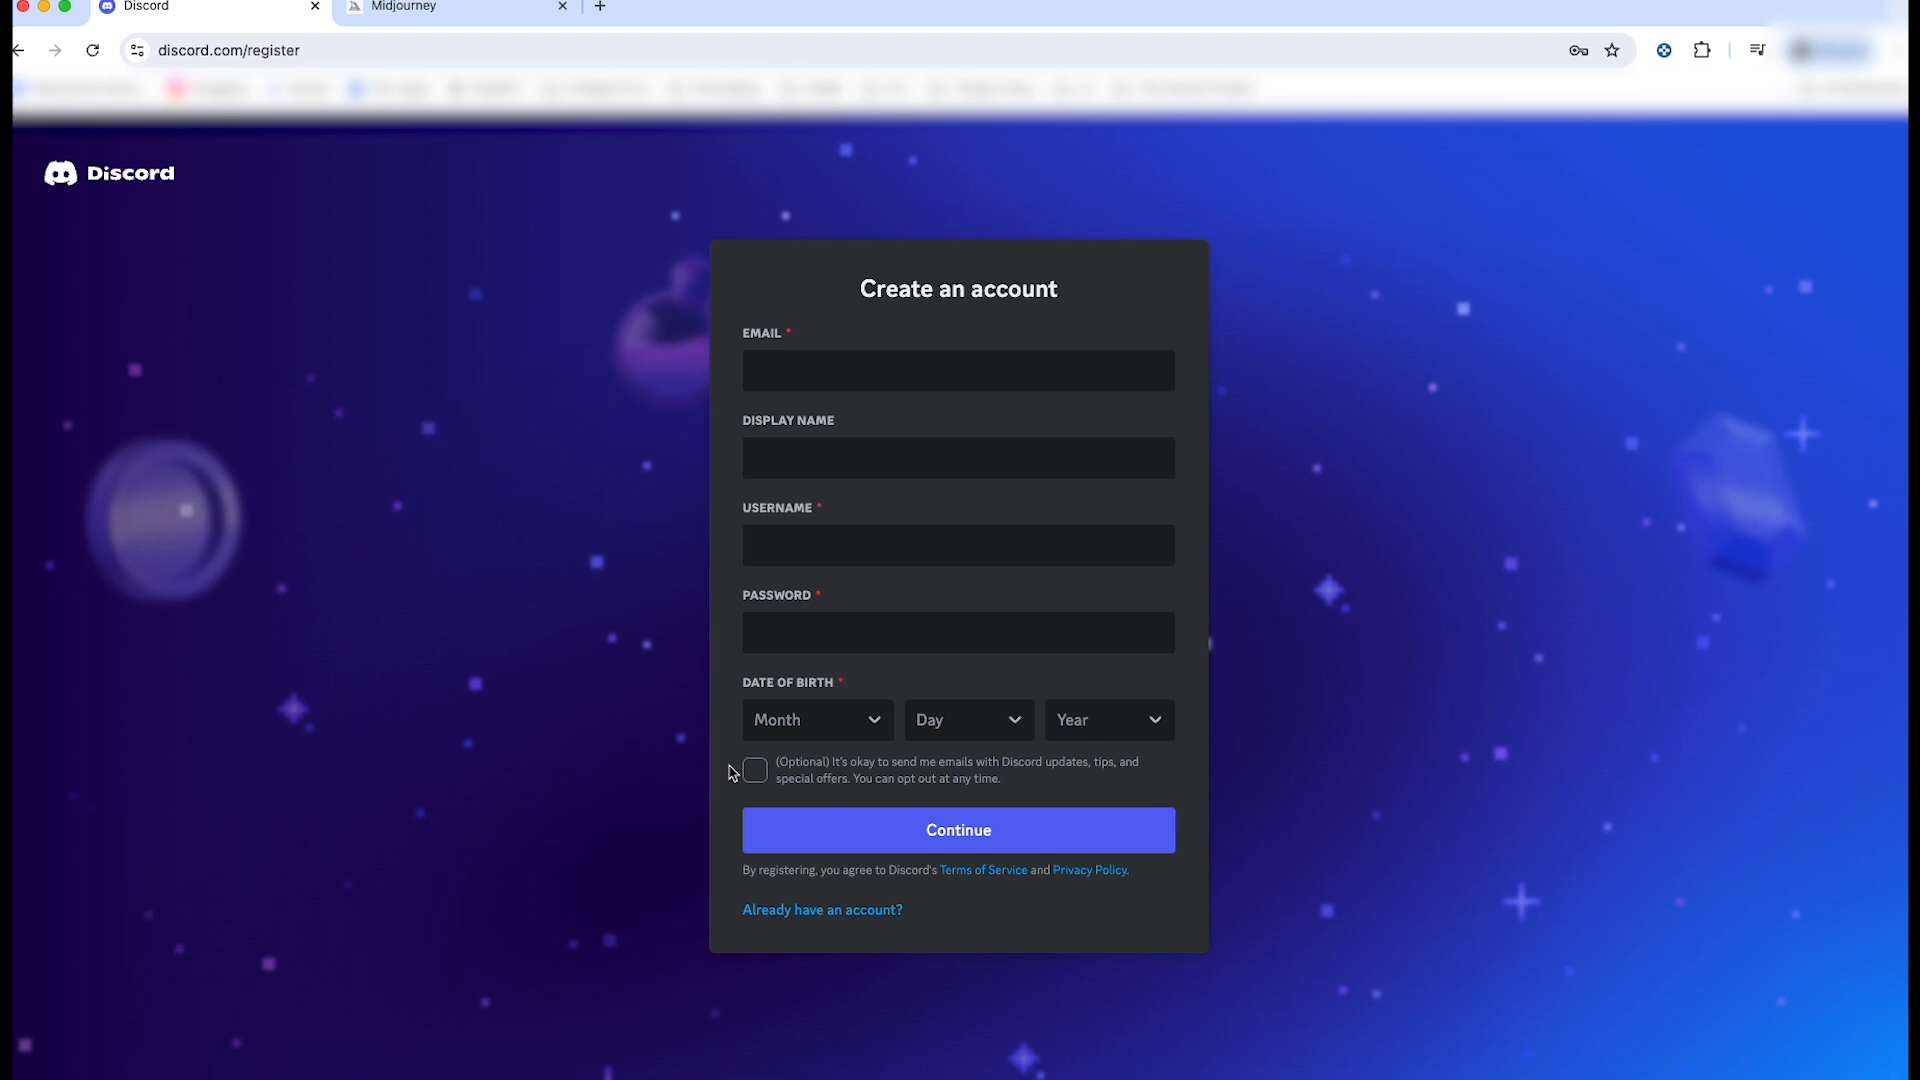 Discord
Midjourney
discord.com/register
Discord
Create an account
EMAIL *
DISPLAY NAME
USERNAME *
PASSWORD *
DATE OF BIRTH *
Month Day Year
(Optional) It's okay to send me emails with Discord updates, tips, and
special offers. You can opt out at any time.
Continue
By registering, you agree to Discord's Terms of Service and Privacy Policy.
Already have an account?